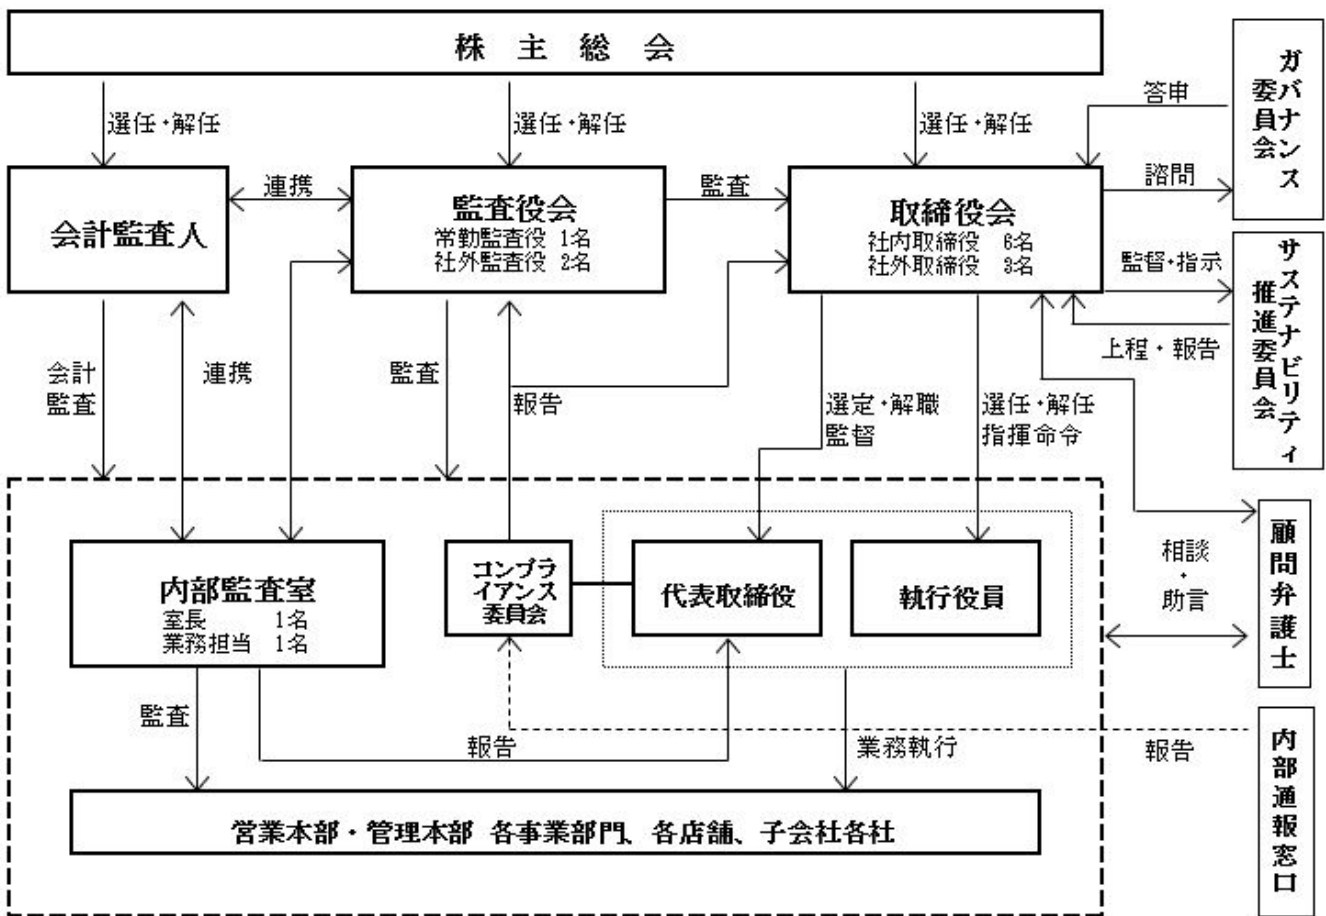 株主総会
選任・解任
選任・解任
選任・解任
答申
諮問
ガバナンス
委員会
会計監査人
連携
監査役会
常勤監査役 1名
社外監査役 2名
監査
取締役会
社内取締役 6名
社外取締役 3名
監督・指示
上程・報告
サステナビリティ
推進委員会
会計
監査
連携
監査
報告
選定・解職
監督
選任・解任
指揮命令
内部監査室
室長 1名
業務担当 1名
コンプラ
イアンス
委員会
代表取締役
執行役員
相談
・
助言
顧問弁護士
監査
報告
業務執行
報告
内部通報窓口
営業本部・管理本部 各事業部門、各店舗、子会社各社